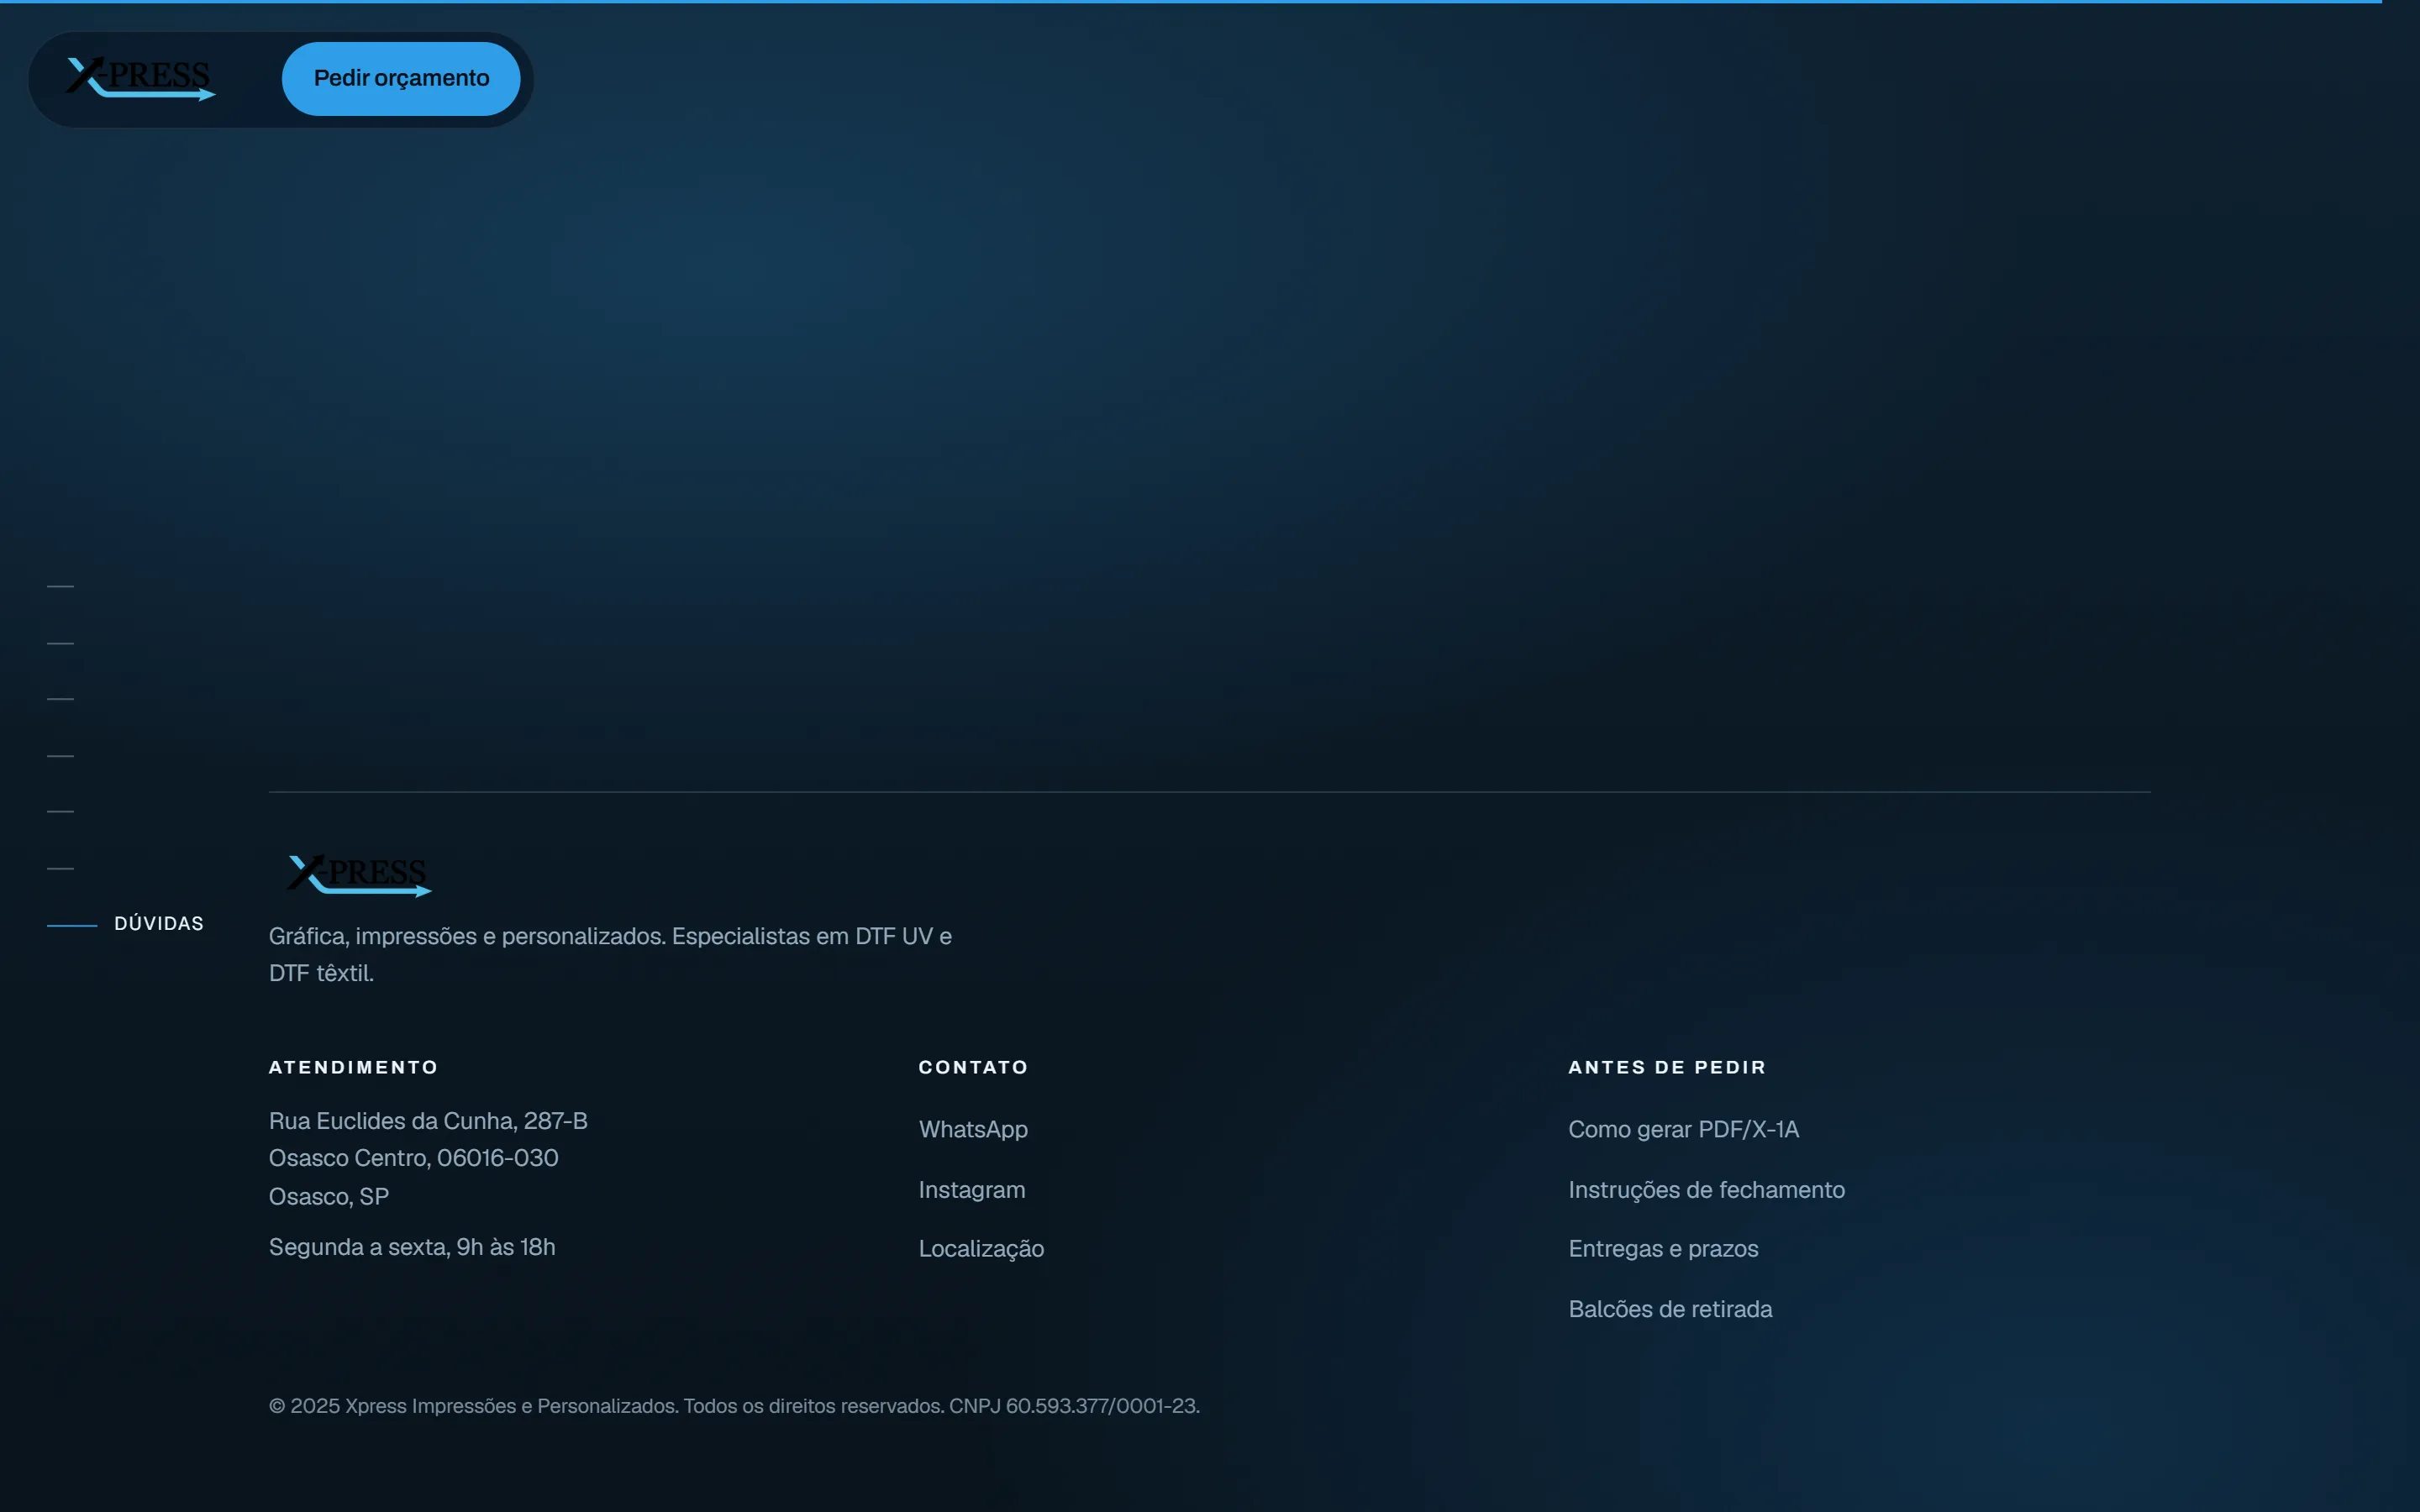 X-PRESS
Pedir orçamento
DÚVIDAS
X-PRESS
Gráfica, impressões e personalizados. Especialistas em DTF UV e
DTF têxtil.
ATENDIMENTO
Rua Euclides da Cunha, 287-B
Osasco Centro, 06016-030
Osasco, SP
Segunda a sexta, 9h às 18h
CONTATO
WhatsApp
Instagram
Localização
ANTES DE PEDIR
Como gerar PDF/X-1A
Instruções de fechamento
Entregas e prazos
Balcões de retirada
© 2025 Xpress Impressões e Personalizados. Todos os direitos reservados. CNPJ 60.593.377/0001-23.